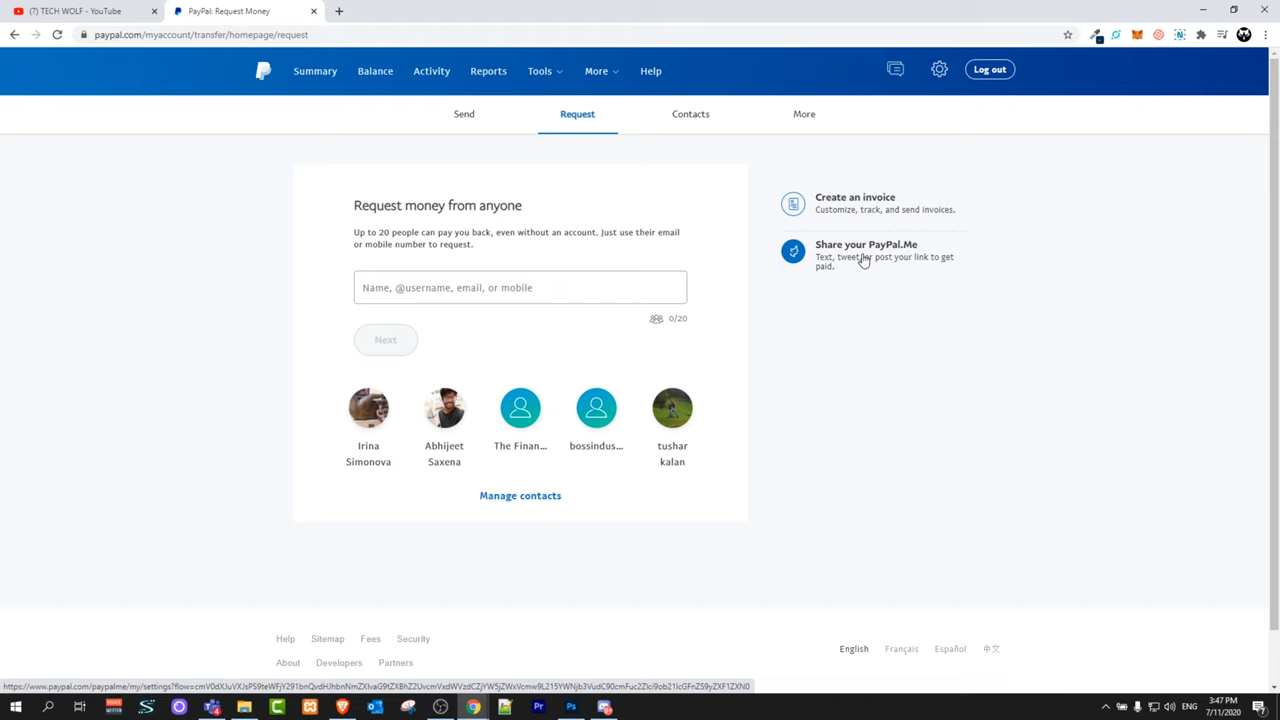 (7) TECH WOLF - YouTube
PayPal: Request Money
paypal.com/myaccount/transfer/homepage/request
Summary
Balance
Activity
Reports
Tools
More
Help
Log out
Send
Request
Contacts
More
Request money from anyone
Up to 20 people can pay you back, even without an account. Just use their email
or mobile number to request.
Name, @username, email, or mobile
0/20
Next
Irina
Simonova
Abhijeet
Saxena
The Finan...
bossindus...
tushar
kalan
Manage contacts
Create an invoice
Customize, track, and send invoices.
Share your PayPal.Me
Text, tweet or post your link to get
paid.
Help
Sitemap
Fees
Security
About
Developers
Partners
English
Français
Español
中文
3:47 PM
7/11/2020